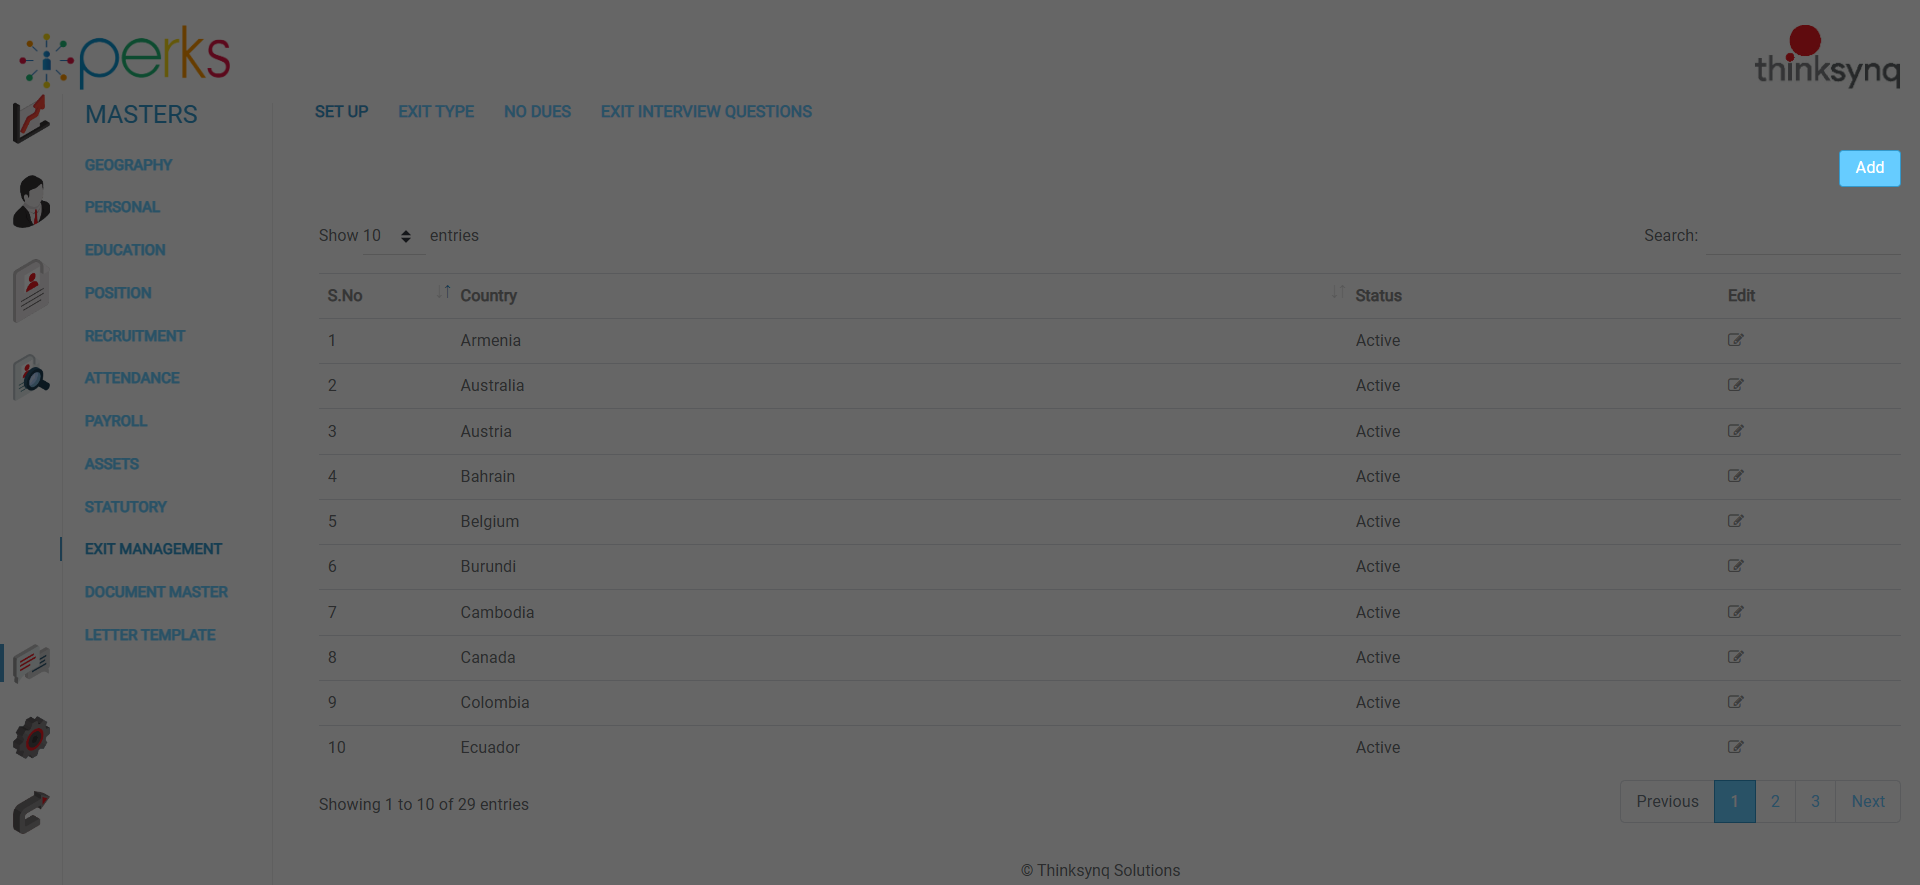 perks
thinksynq
MASTERS
SET UP EXIT TYPE NO DUES EXIT INTERVIEW QUESTIONS
GEOGRAPHY
PERSONAL
EDUCATION
POSITION
RECRUITMENT
ATTENDANCE
PAYROLL
ASSETS
STATUTORY
EXIT MANAGEMENT
DOCUMENT MASTER
LETTER TEMPLATE
Add
Show 10 entries
Search:
S.No Country Status Edit
1 Armenia Active
2 Australia Active
3 Austria Active
4 Bahrain Active
5 Belgium Active
6 Burundi Active
7 Cambodia Active
8 Canada Active
9 Colombia Active
10 Ecuador Active
Showing 1 to 10 of 29 entries
Previous 1 2 3 Next
© Thinksynq Solutions